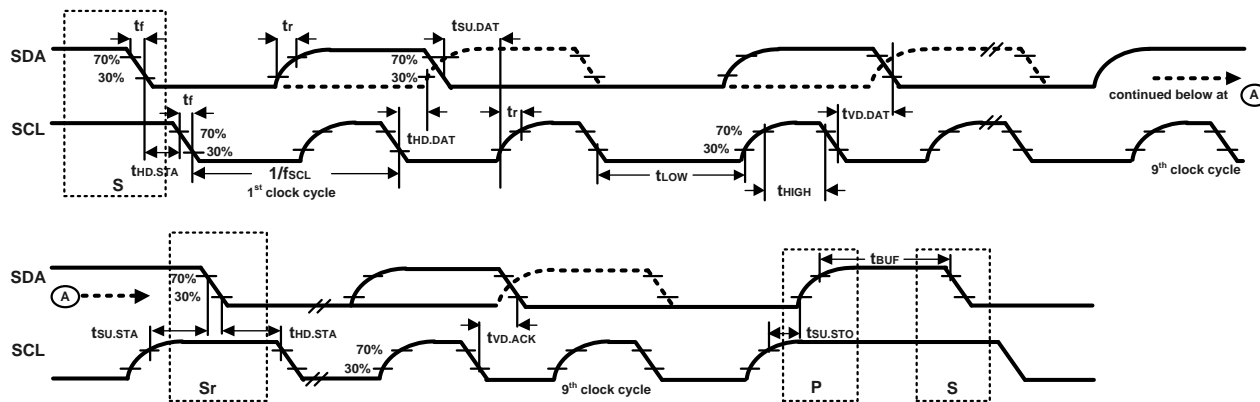 tf
tr
tSU.DAT
SDA
70%
30%
70%
30%
continued below at A
tf
tHD.DAT
tr
tVD.DAT
SCL
70%
30%
70%
30%
tHD.STA
1/fSCL
1st clock cycle
tLOW
tHIGH
9th clock cycle
S
SDA
70%
30%
tBUF
A
tSU.STA
tHD.STA
tVD.ACK
tSU.STO
SCL
70%
30%
9th clock cycle
Sr
P
S